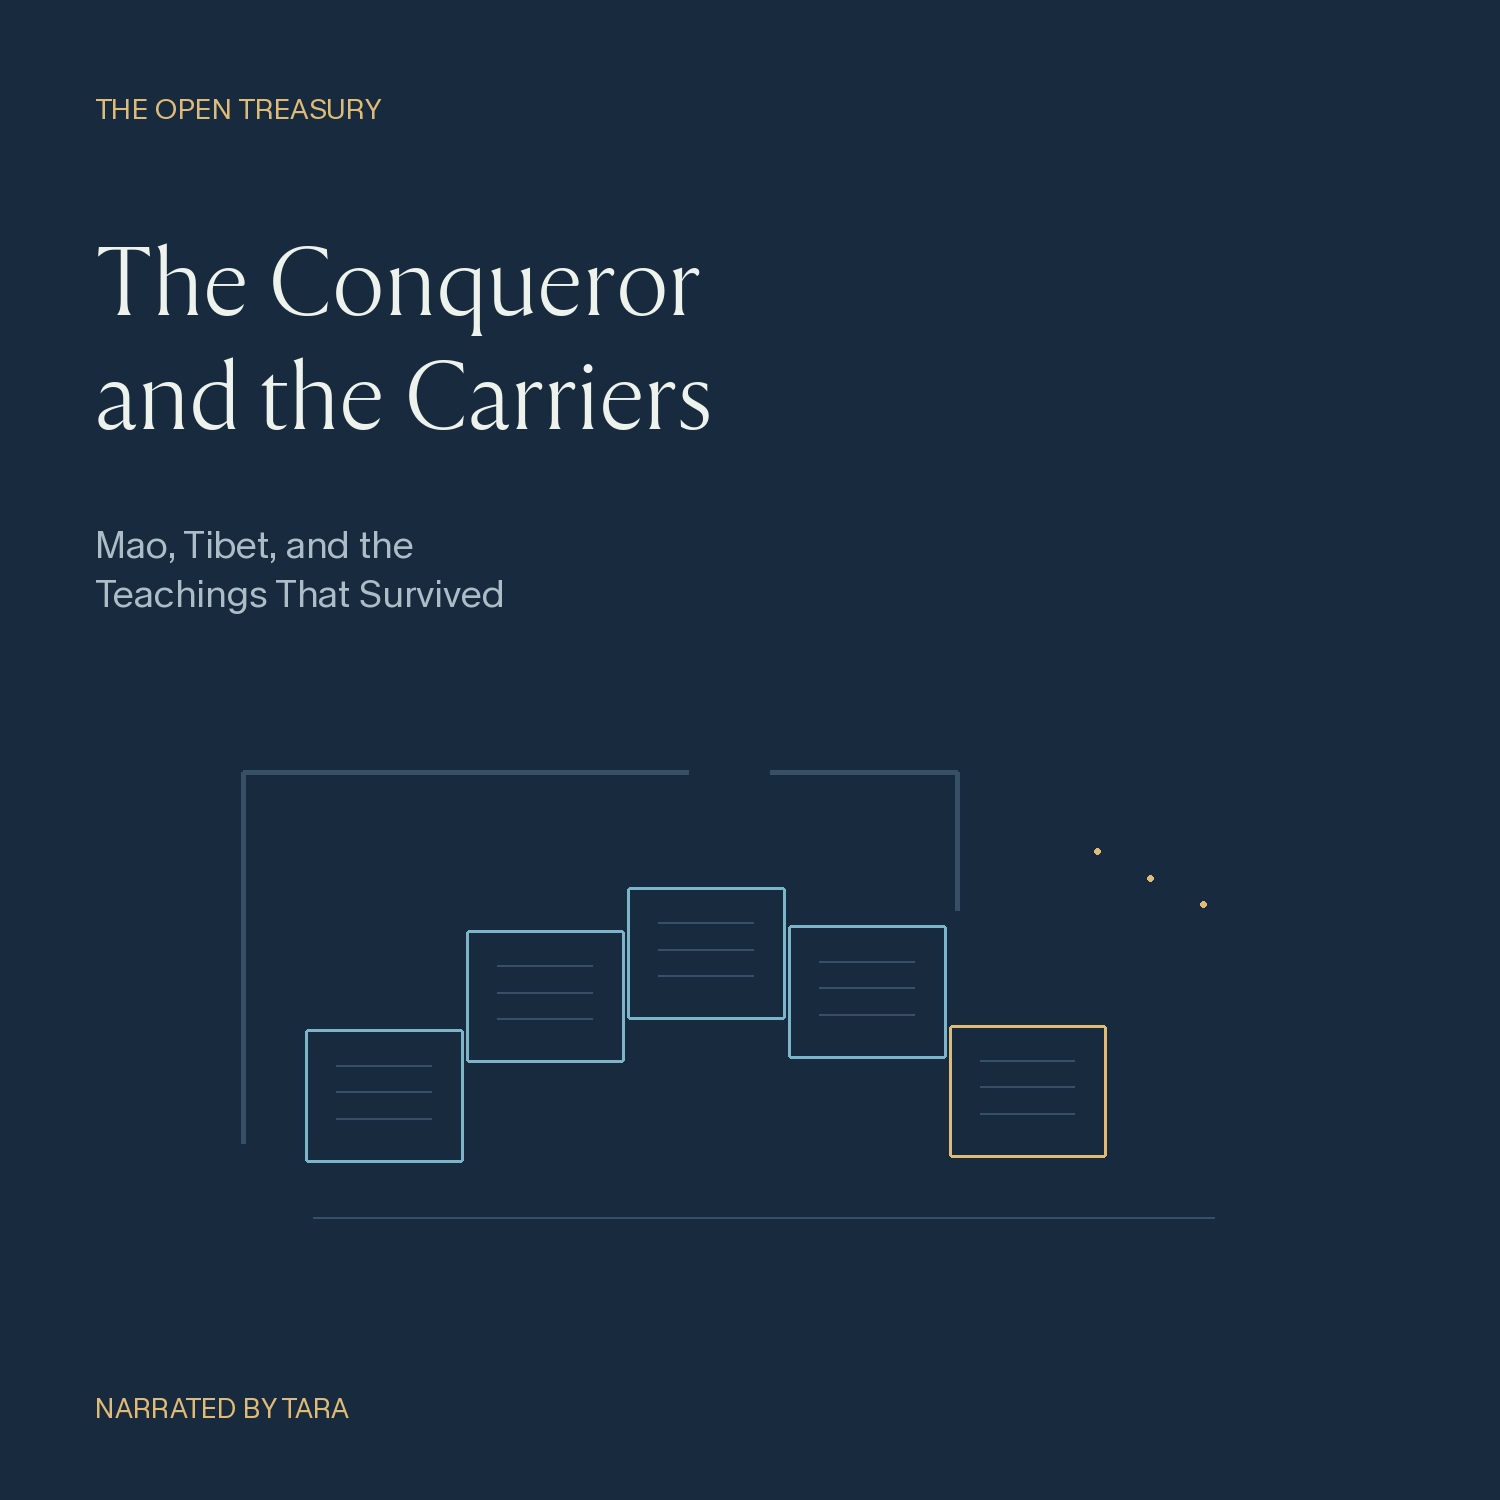 THE OPEN TREASURY
The Conqueror
and the Carriers
Mao, Tibet, and the
Teachings That Survived
NARRATED BY TARA